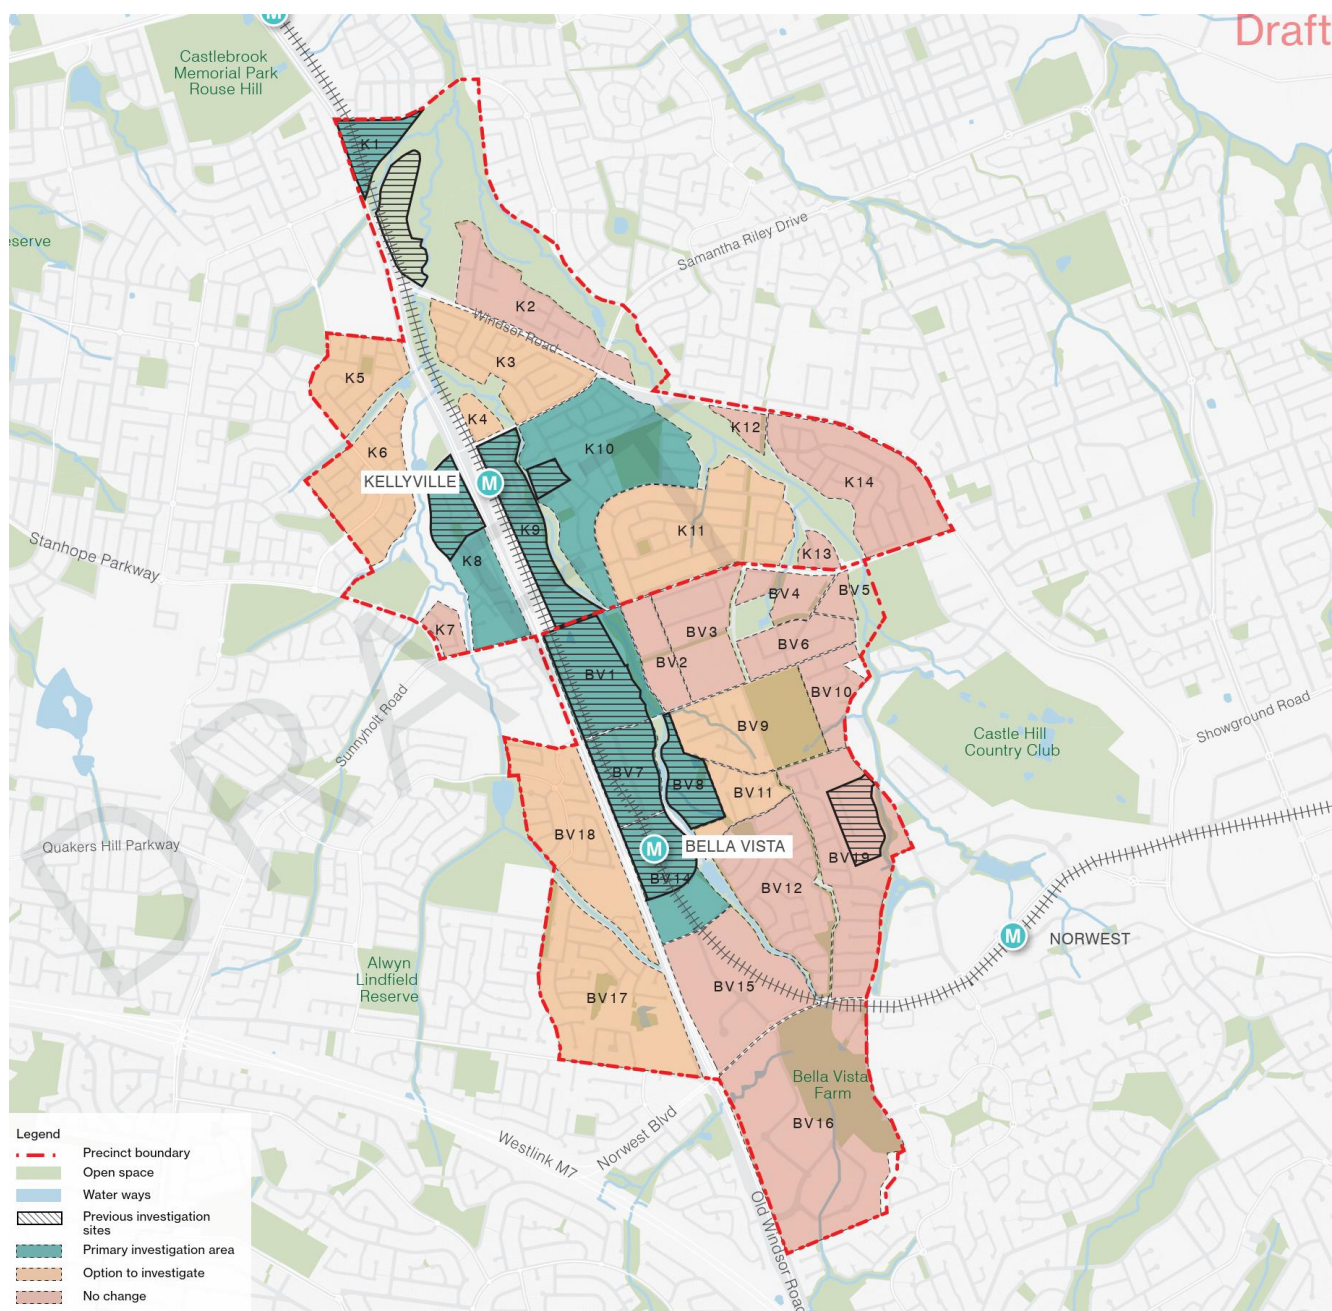 Draft
M
Castlebrook
Memorial Park
Rouse Hill
K1
eserve
Samantha Riley Drive
K2
Windsor Road
K3
K5
K4
K12
K6
K10
KELLYVILLE
M
K14
K9
K11
Stanhope Parkway
K8
K13
BV4
BV5
K7
BV3
BV6
BV2
BV1
BV10
Sunnyholt Road
BV9
Castle Hill
Country Club
Showground Road
BV7
BV8
BV11
BV18
Quakers Hill Parkway
M
BELLA VISTA
BV19
BV14
BV12
M
NORWEST
Alwyn
Lindfield
Reserve
BV15
BV17
Bella Vista
Farm
BV16
Norwest Blvd
Westlink M7
Old Windsor Road
DRAFT
Legend
Precinct boundary
Open space
Water ways
Previous investigation
sites
Primary investigation area
Option to investigate
No change